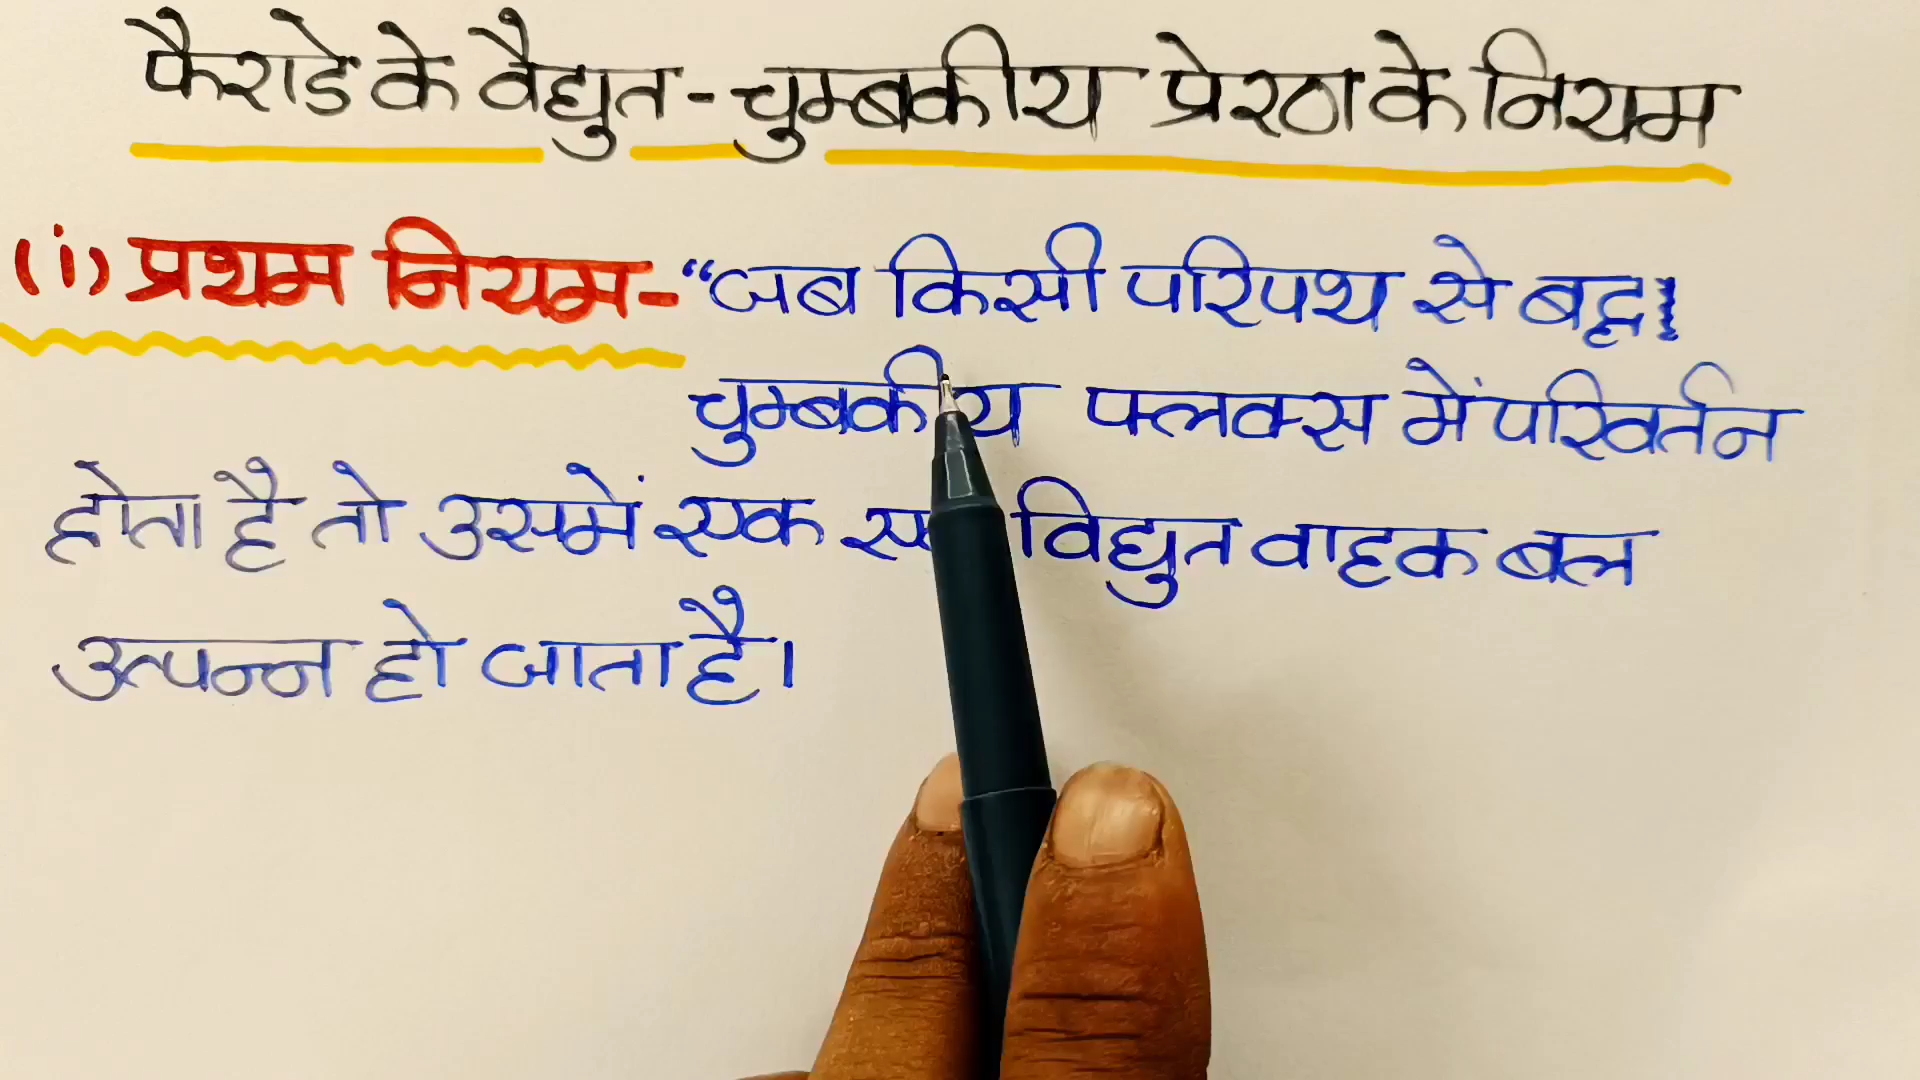 फैराडे के वैद्युत-चुम्बकीय प्रेरण के नियम
(i) प्रथम नियम- “जब किसी परिपथ से बद्ध
चुम्बकीय फ्लक्स में परिवर्तन
होता है तो उसमें एक विद्युत वाहक बल
उत्पन्न हो जाता है।